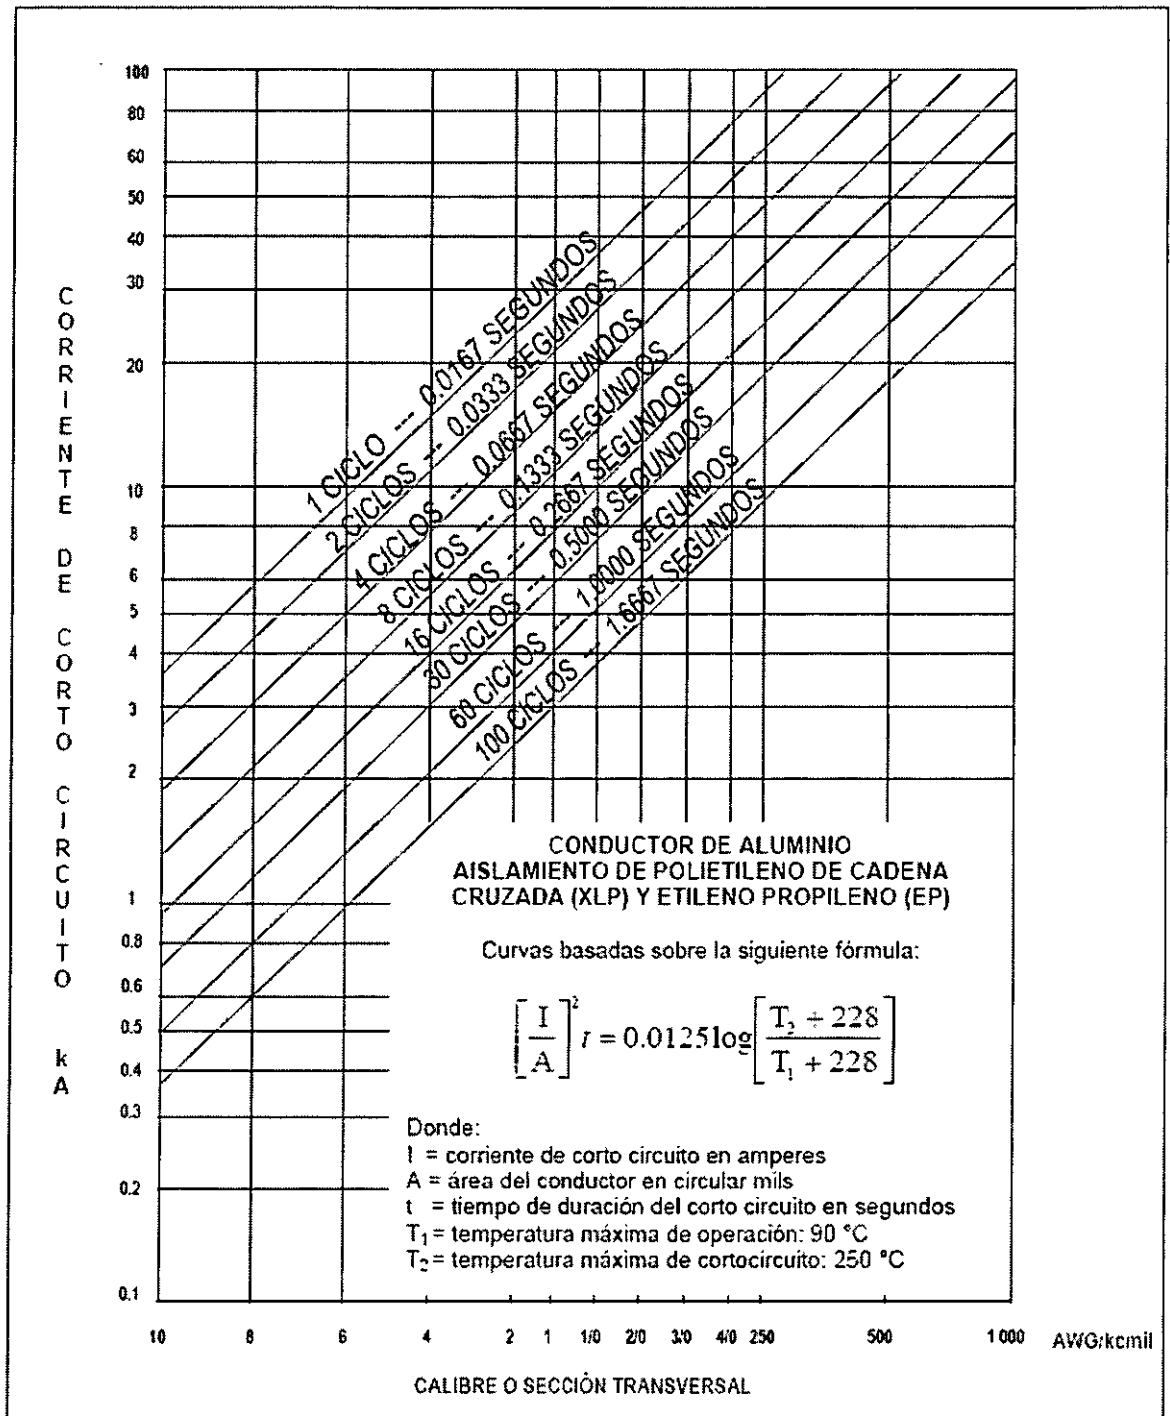 100
80
60
50
40
30
20
10
8
6
5
4
3
2
1
0.8
0.6
0.5
0.4
0.3
0.2
0.1
CORRIENTE DE CORTO CIRCUITO kA
1 CICLO --- 0.0167 SEGUNDOS
2 CICLOS --- 0.0333 SEGUNDOS
4 CICLOS --- 0.0667 SEGUNDOS
8 CICLOS --- 0.1333 SEGUNDOS
16 CICLOS --- 0.2667 SEGUNDOS
30 CICLOS --- 0.5000 SEGUNDOS
60 CICLOS --- 1.0000 SEGUNDOS
100 CICLOS --- 1.6667 SEGUNDOS
CONDUCTOR DE ALUMINIO
AISLAMIENTO DE POLIETILENO DE CADENA
CRUZADA (XLP) Y ETILENO PROPILENO (EP)
Curvas basadas sobre la siguiente fórmula:
[I/A]² t = 0.0125 log [T₂ + 228 / T₁ + 228]
Donde:
I = corriente de corto circuito en amperes
A = área del conductor en circular mils
t = tiempo de duración del corto circuito en segundos
T₁ = temperatura máxima de operación: 90 °C
T₂ = temperatura máxima de cortocircuito: 250 °C
10 8 6 4 2 1 1/0 2/0 3/0 4/0 250 500 1 000 AWG/kcmil
CALIBRE O SECCIÓN TRANSVERSAL